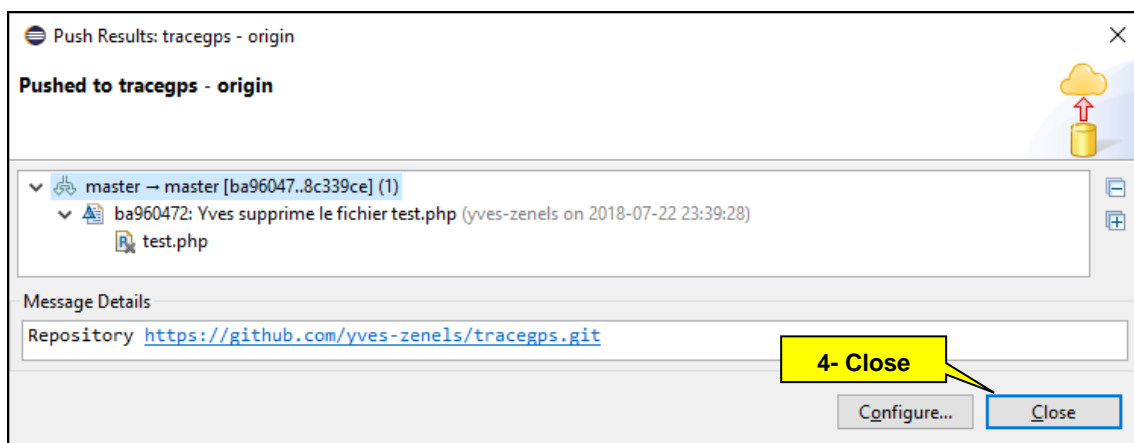 Push Results: tracegps - origin
Pushed to tracegps - origin
master → master [ba96047..8c339ce] (1)
ba960472: Yves supprime le fichier test.php (yves-zenels on 2018-07-22 23:39:28)
test.php
Message Details
Repository https://github.com/yves-zenels/tracegps.git
4- Close
Configure...
Close